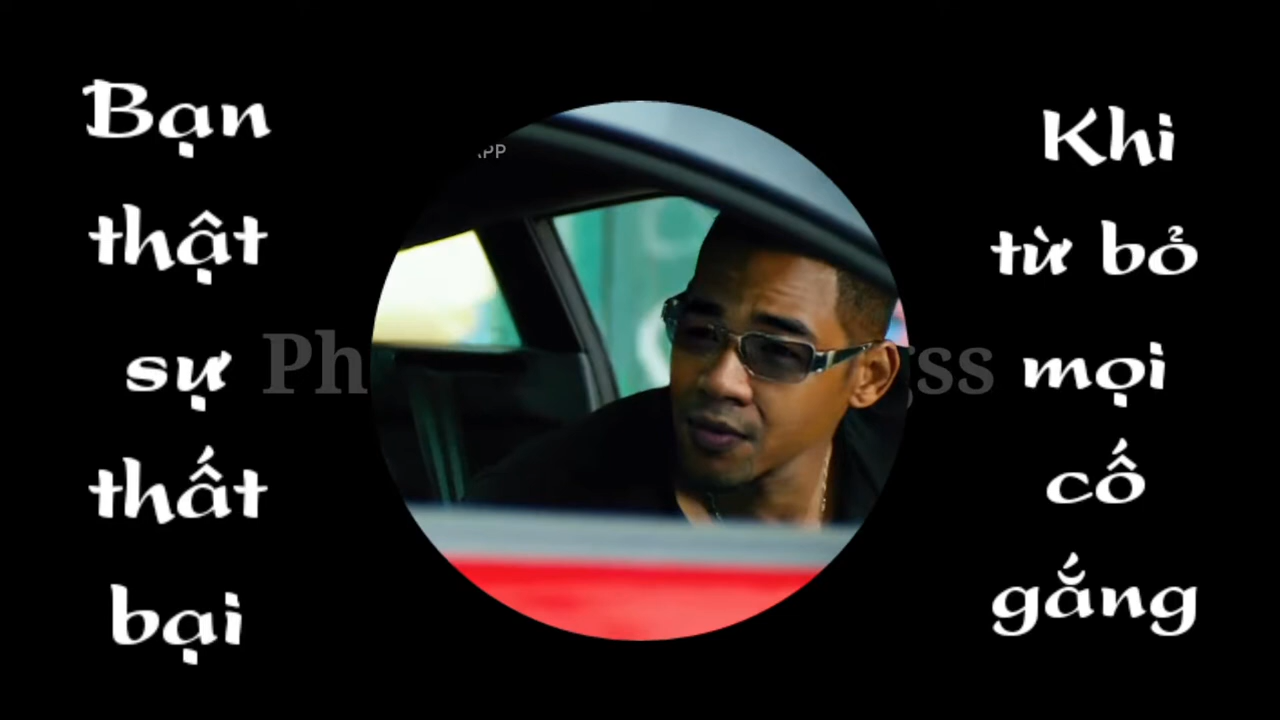 Bạn
thật
sự
thất
bại
Khi
từ bỏ
mọi
cố
gắng